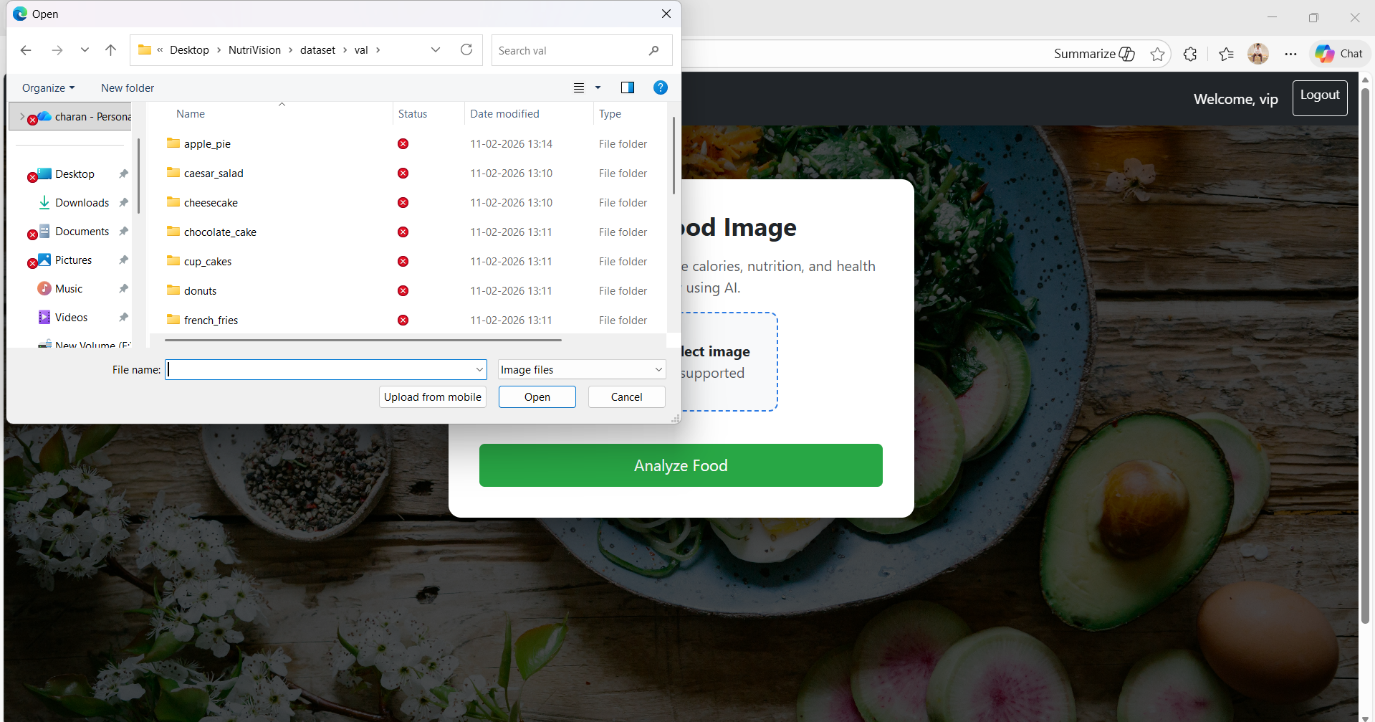 Open
« Desktop > NutriVision > dataset > val >
Search val
Organize
New folder
Name Status Date modified Type
charan - Persona
Desktop
Downloads
Documents
Pictures
Music
Videos
New Volume (E:
apple_pie 11-02-2026 13:14 File folder
caesar_salad 11-02-2026 13:10 File folder
cheesecake 11-02-2026 13:10 File folder
chocolate_cake 11-02-2026 13:11 File folder
cup_cakes 11-02-2026 13:11 File folder
donuts 11-02-2026 13:11 File folder
french_fries 11-02-2026 13:11 File folder
File name:
Image files
Upload from mobile
Open
Cancel
Summarize
Chat
Welcome, vip
Logout
ood Image
e calories, nutrition, and health
using AI.
lect image
supported
Analyze Food